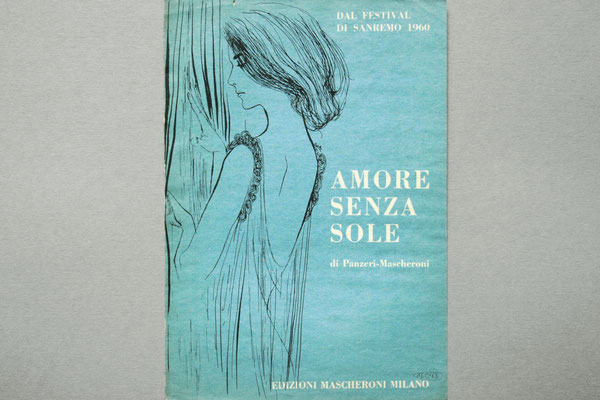 DAL FESTIVAL
DI SANREMO 1960
AMORE
SENZA
SOLE
di Panzeri-Mascheroni
EDIZIONI MASCHERONI MILANO